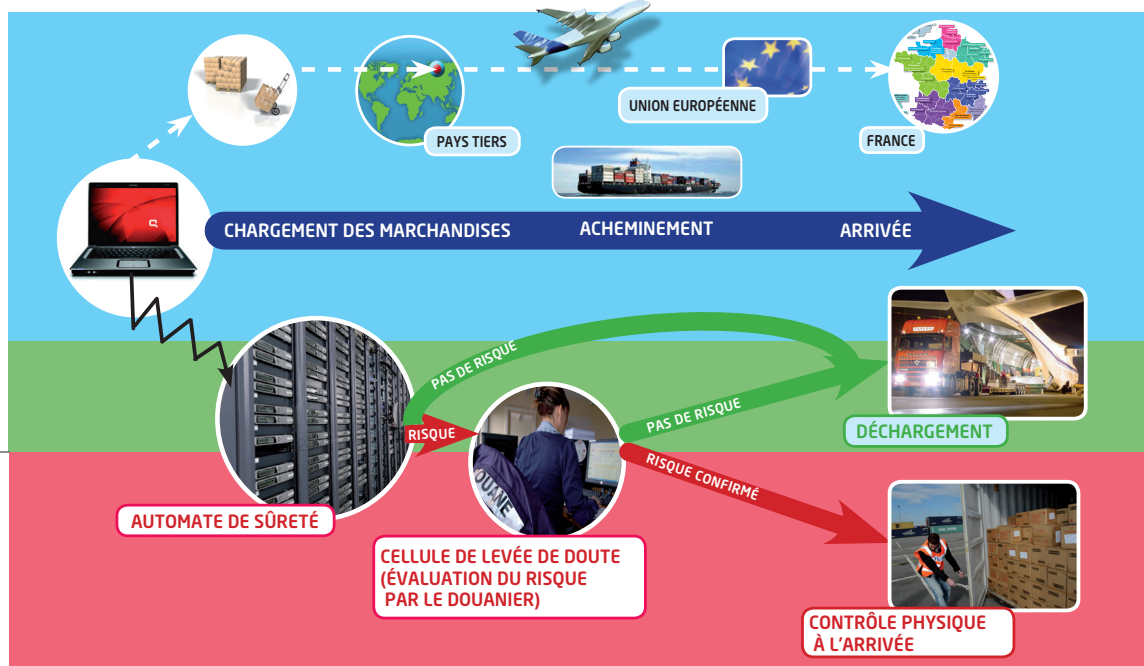 PAYS TIERS
UNION EUROPÉENNE
FRANCE
CHARGEMENT DES MARCHANDISES
ACHEMINEMENT
ARRIVÉE
PAS DE RISQUE
RISQUE
PAS DE RISQUE
RISQUE CONFIRMÉ
DOUANE
DÉCHARGEMENT
AUTOMATE DE SÛRETÉ
CELLULE DE LEVÉE DE DOUTE
(ÉVALUATION DU RISQUE
PAR LE DOUANIER)
CONTRÔLE PHYSIQUE
À L'ARRIVÉE